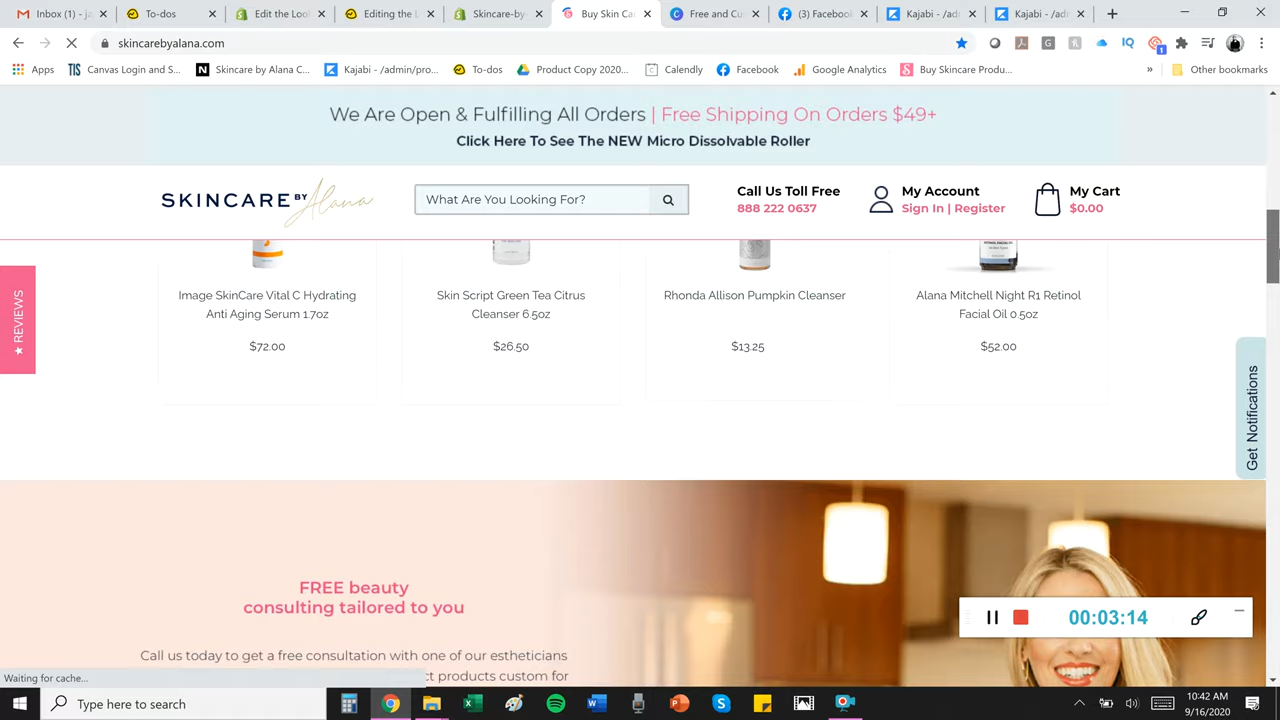 Inbox (1) - ja
To-dos
Edit the Look
Editing the L
Skincare-by-
Buy Skin Ca
Free and Cu
(3) Facebook
Kajabi - /adr
Kajabi - /adr
skincarebyalana.com
Apps
Canvas Login and S...
Skincare by Alana C...
Kajabi - /admin/pro...
To-dos
Product Copy 2020...
Calendly
Facebook
Google Analytics
Buy Skincare Produ...
»
Other bookmarks
We Are Open & Fulfilling All Orders | Free Shipping On Orders $49+
Click Here To See The NEW Micro Dissolvable Roller
SKINCARE BY Alana
What Are You Looking For?
Call Us Toll Free
888 222 0637
My Account
Sign In | Register
My Cart
$0.00
★ REVIEWS
Image SkinCare Vital C Hydrating
Anti Aging Serum 1.7oz
$72.00
Skin Script Green Tea Citrus
Cleanser 6.5oz
$26.50
Rhonda Allison Pumpkin Cleanser
$13.25
Alana Mitchell Night R1 Retinol
Facial Oil 0.5oz
$52.00
Get Notifications
FREE beauty
consulting tailored to you
Call us today to get a free consultation with one of our estheticians
ct products custom for
00:03:14
Waiting for cache...
Type here to search
10:42 AM
9/16/2020